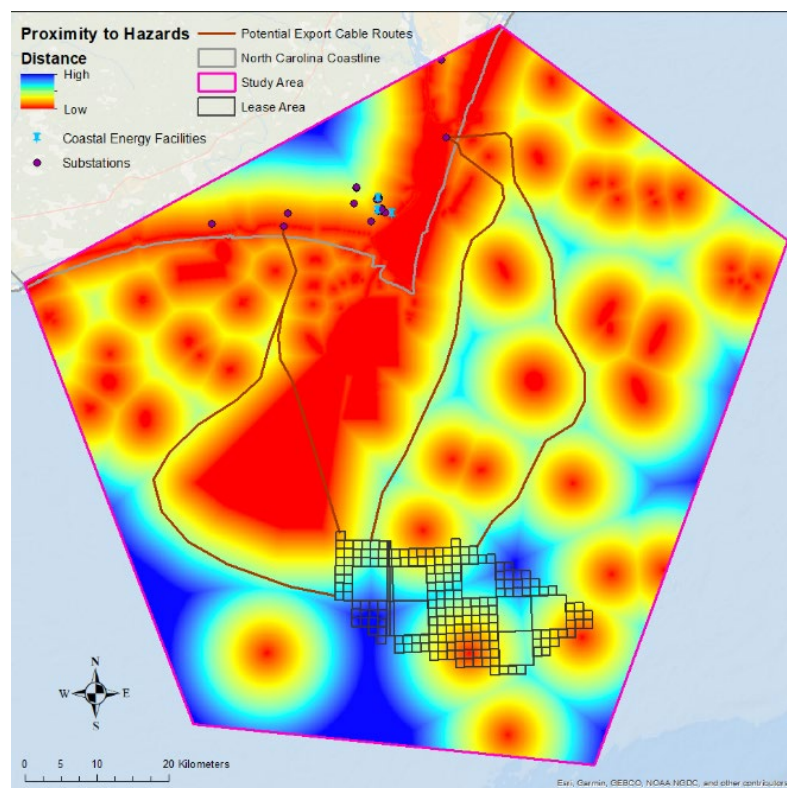 Proximity to Hazards
Distance
High
Low
Coastal Energy Facilities
Substations
Potential Export Cable Routes
North Carolina Coastline
Study Area
Lease Area
N
W
E
S
0 5 10 20 Kilometers
Esri, Garmin, GEBCO, NOAA NGDC, and other contributors